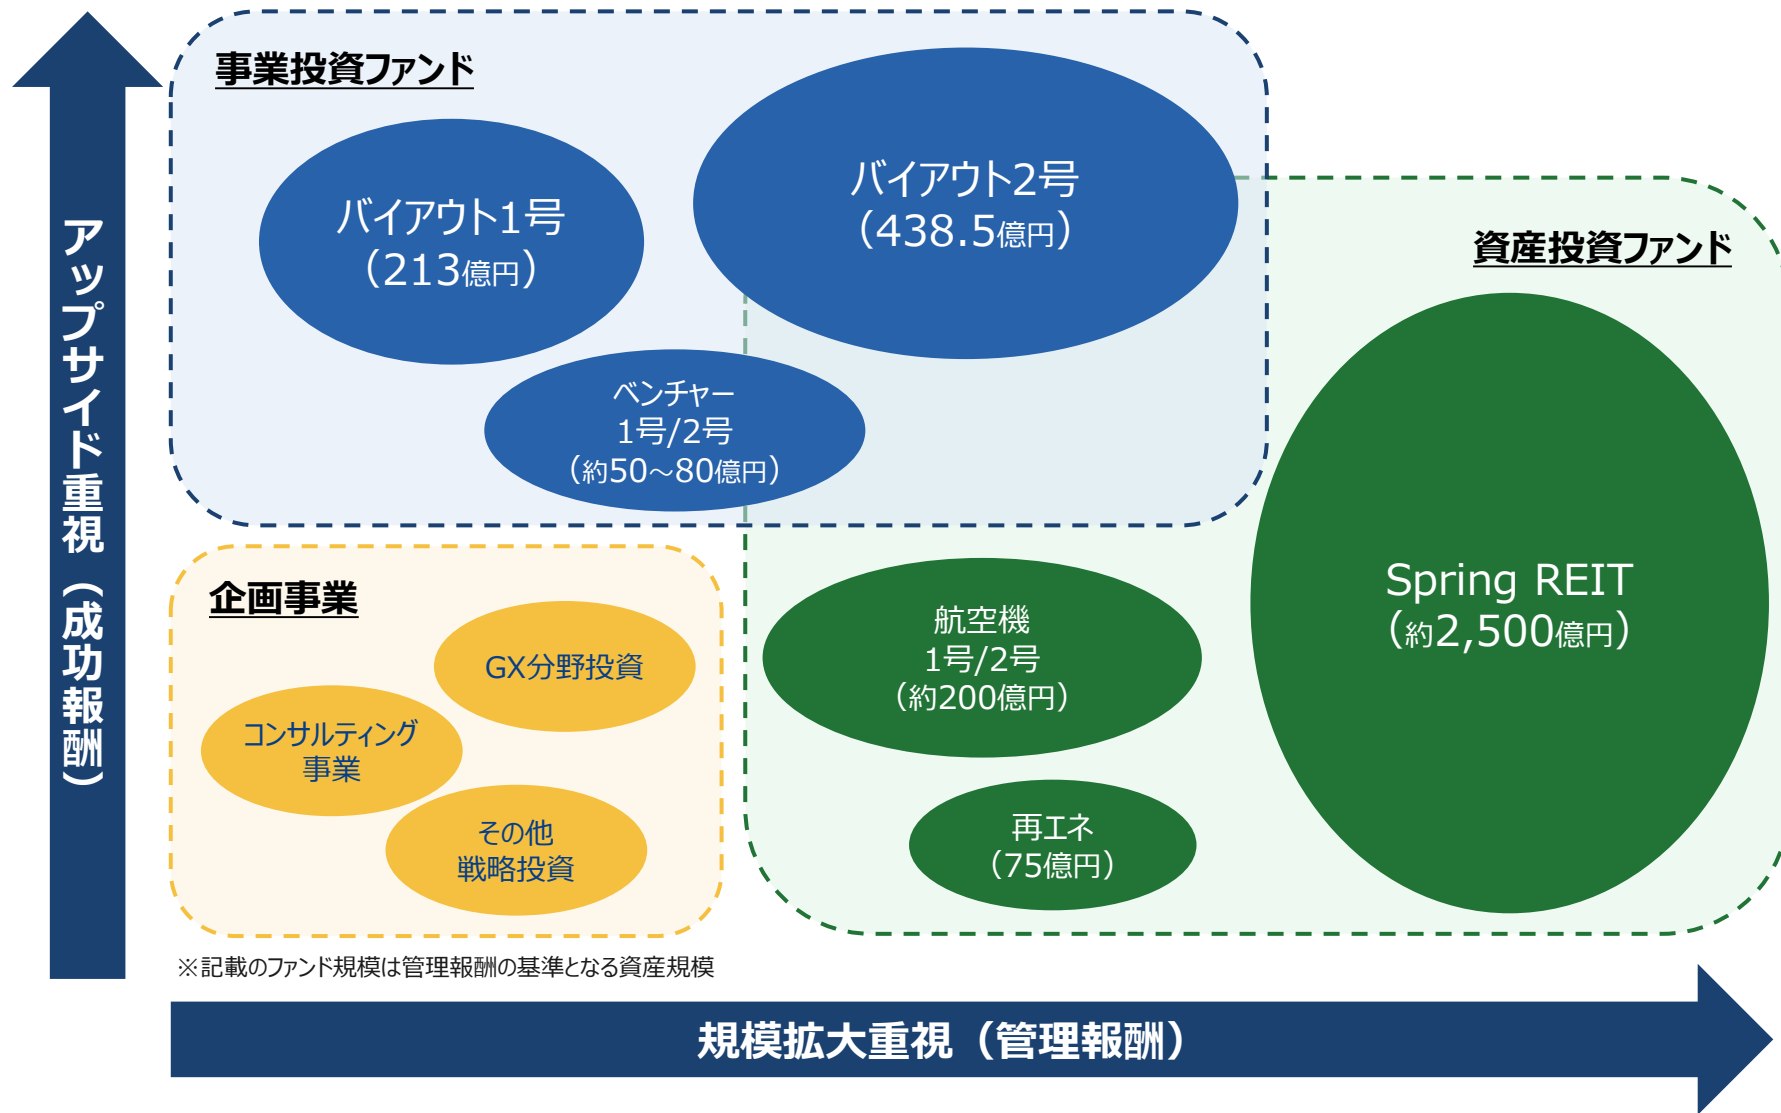 アップサイド重視（成功報酬）
事業投資ファンド
バイアウト1号
（213億円）
バイアウト2号
（438.5億円）
ベンチャー
1号/2号
（約50～80億円）
資産投資ファンド
Spring REIT
（約2,500億円）
航空機
1号/2号
（約200億円）
再エネ
（75億円）
企画事業
GX分野投資
コンサルティング
事業
その他
戦略投資
※記載のファンド規模は管理報酬の基準となる資産規模
規模拡大重視（管理報酬）